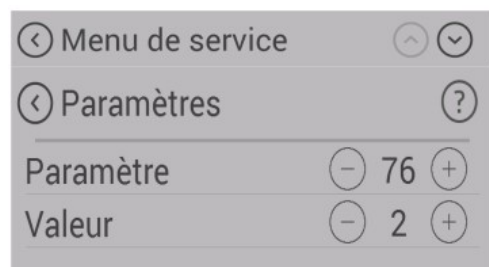 Menu de service
Paramètres ?
Paramètre - 76 +
Valeur - 2 +